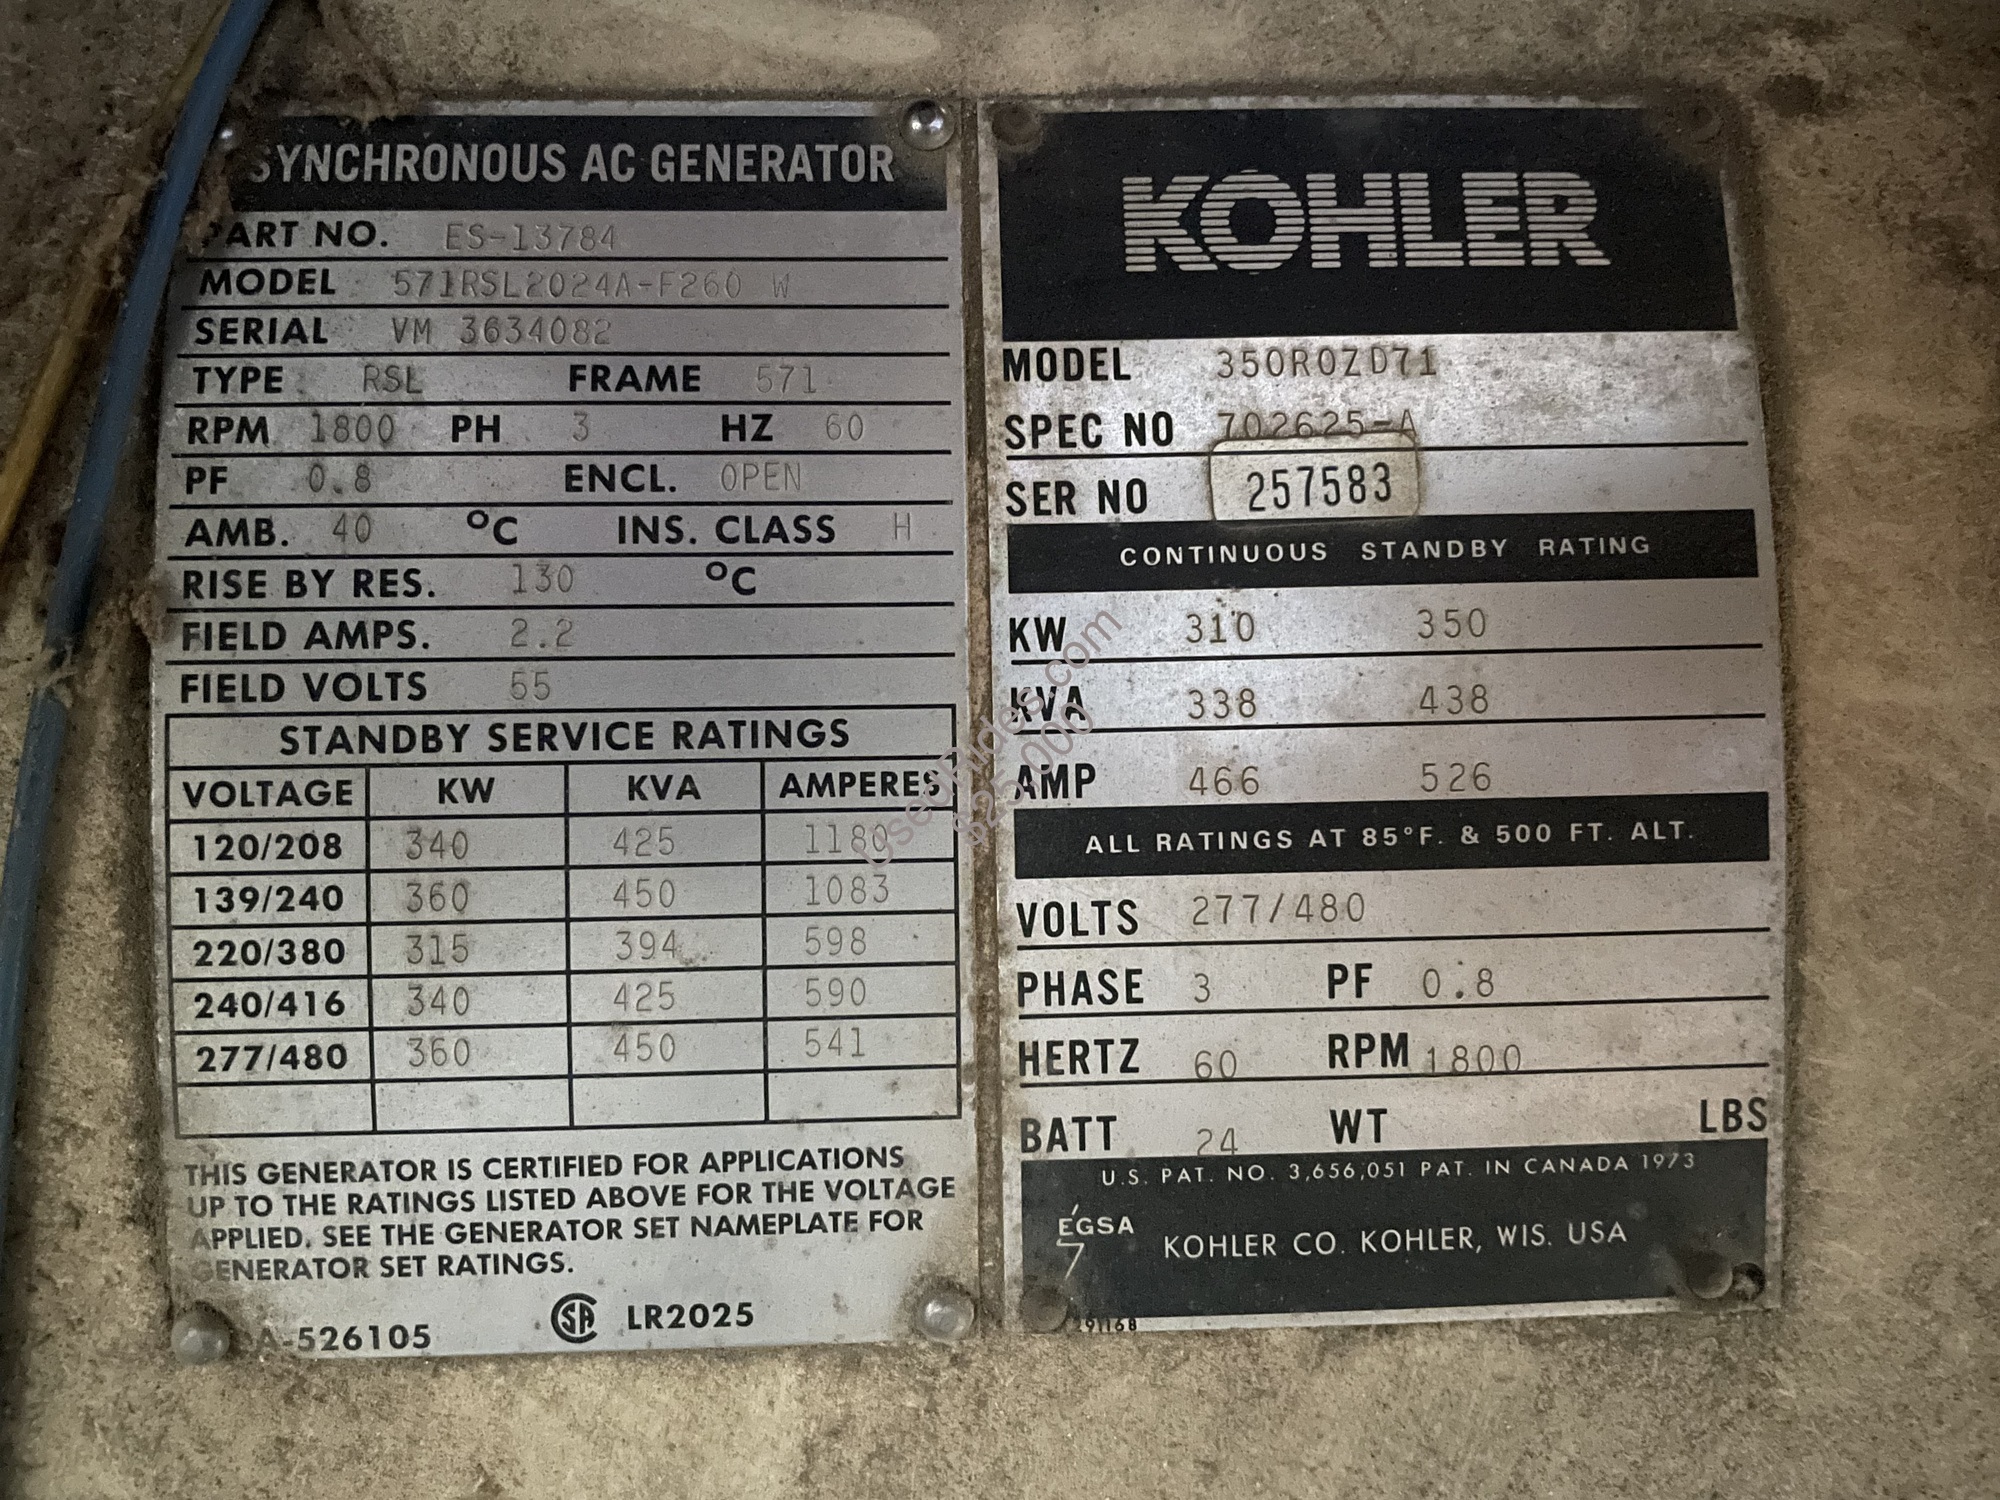 SYNCHRONOUS AC GENERATOR
PART NO. ES-13784
MODEL 571RSL2024A-F260 W
SERIAL VM 3634082
TYPE RSL FRAME 571
RPM 1800 PH 3 HZ 60
PF 0.8 ENCL. OPEN
AMB. 40 °C INS. CLASS H
RISE BY RES. 130 °C
FIELD AMPS. 2.2
FIELD VOLTS 55
STANDBY SERVICE RATINGS
VOLTAGE KW KVA AMPERES
120/208 340 425 1180
139/240 360 450 1083
220/380 315 394 598
240/416 340 425 590
277/480 360 450 541
THIS GENERATOR IS CERTIFIED FOR APPLICATIONS
UP TO THE RATINGS LISTED ABOVE FOR THE VOLTAGE
APPLIED. SEE THE GENERATOR SET NAMEPLATE FOR
GENERATOR SET RATINGS.
A-526105 SA LR2025
KOHLER
MODEL 350ROZD71
SPEC NO 702625-A
SER NO 257583
CONTINUOUS STANDBY RATING
KW 310 350
KVA 338 438
AMP 466 526
ALL RATINGS AT 85°F. & 500 FT. ALT.
VOLTS 277/480
PHASE 3 PF 0.8
HERTZ 60 RPM 1800
BATT 24 WT LBS
U.S. PAT. NO. 3,656,051 PAT. IN CANADA 1973
EGSA
KOHLER CO. KOHLER, WIS. USA
UsedRides.com
$25,000